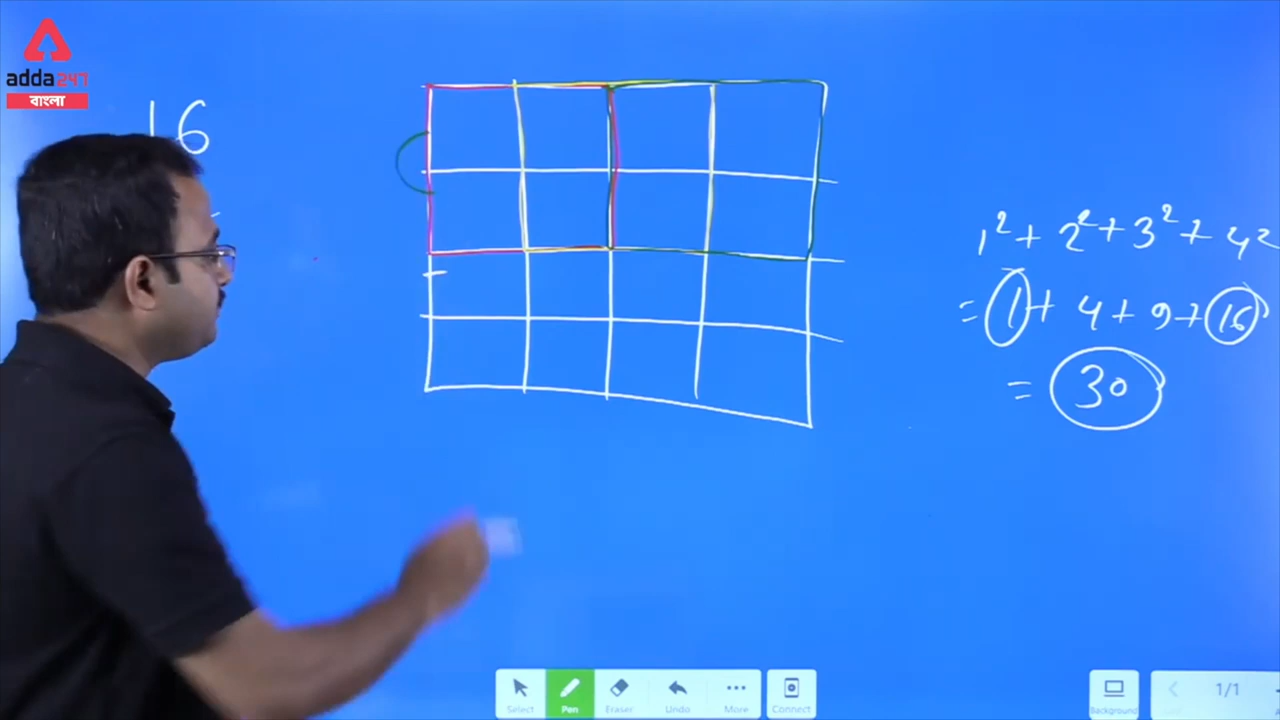 adda247
বাংলা
16
1² + 2² + 3² + 4²
= 1 + 4 + 9 + 16
= 30
Select
Pen
Eraser
Undo
More
Connect
Background
1/1